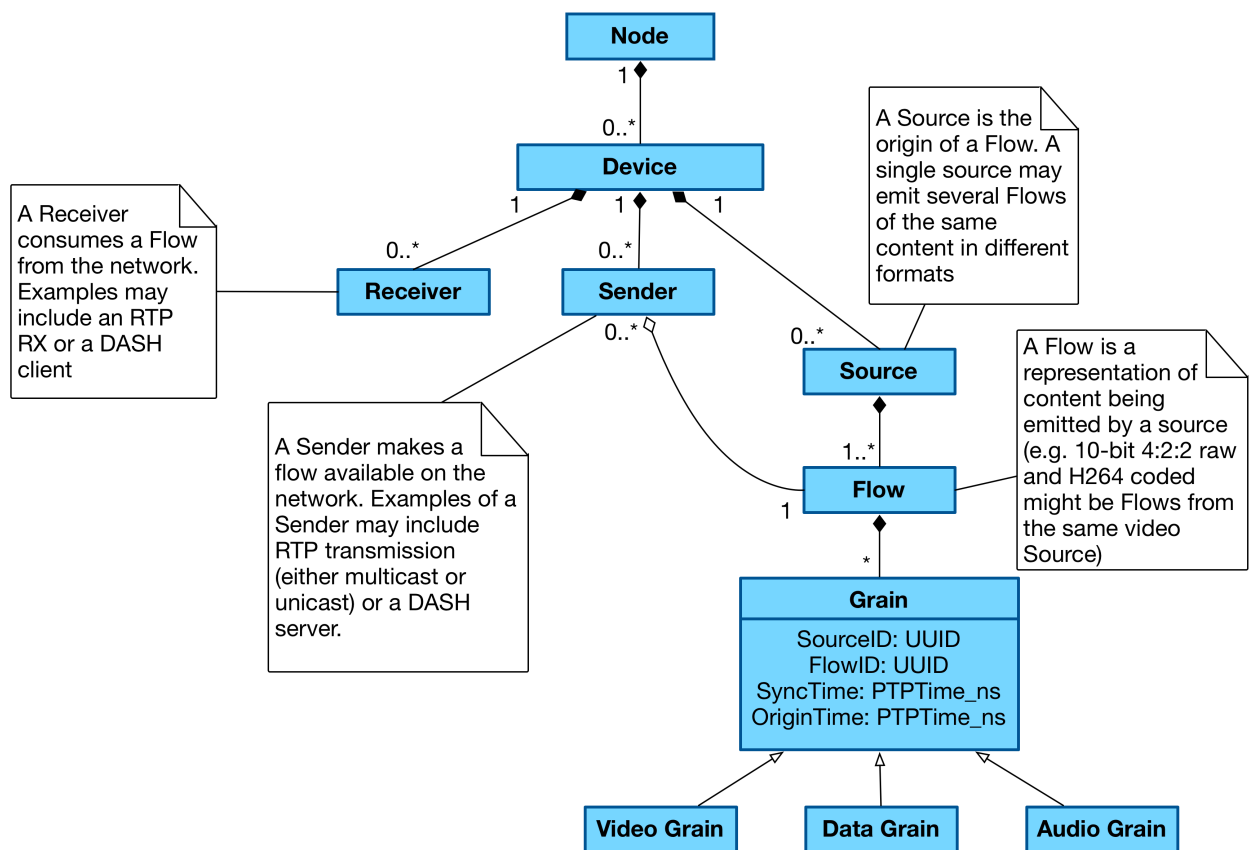 Node
1
0..*
Device
1
1
1
0..*
0..*
0..*
Receiver
Sender
0..*
Source
1..*
1
Flow
*
Grain
SourceID: UUID
FlowID: UUID
SyncTime: PTPTime_ns
OriginTime: PTPTime_ns
Video Grain
Data Grain
Audio Grain
A Receiver
consumes a Flow
from the network.
Examples may
include an RTP
RX or a DASH
client
A Sender makes a
flow available on the
network. Examples of a
Sender may include
RTP transmission
(either multicast or
unicast) or a DASH
server.
A Source is the
origin of a Flow. A
single source may
emit several Flows
of the same
content in different
formats
A Flow is a
representation of
content being
emitted by a source
(e.g. 10-bit 4:2:2 raw
and H264 coded
might be Flows from
the same video
Source)